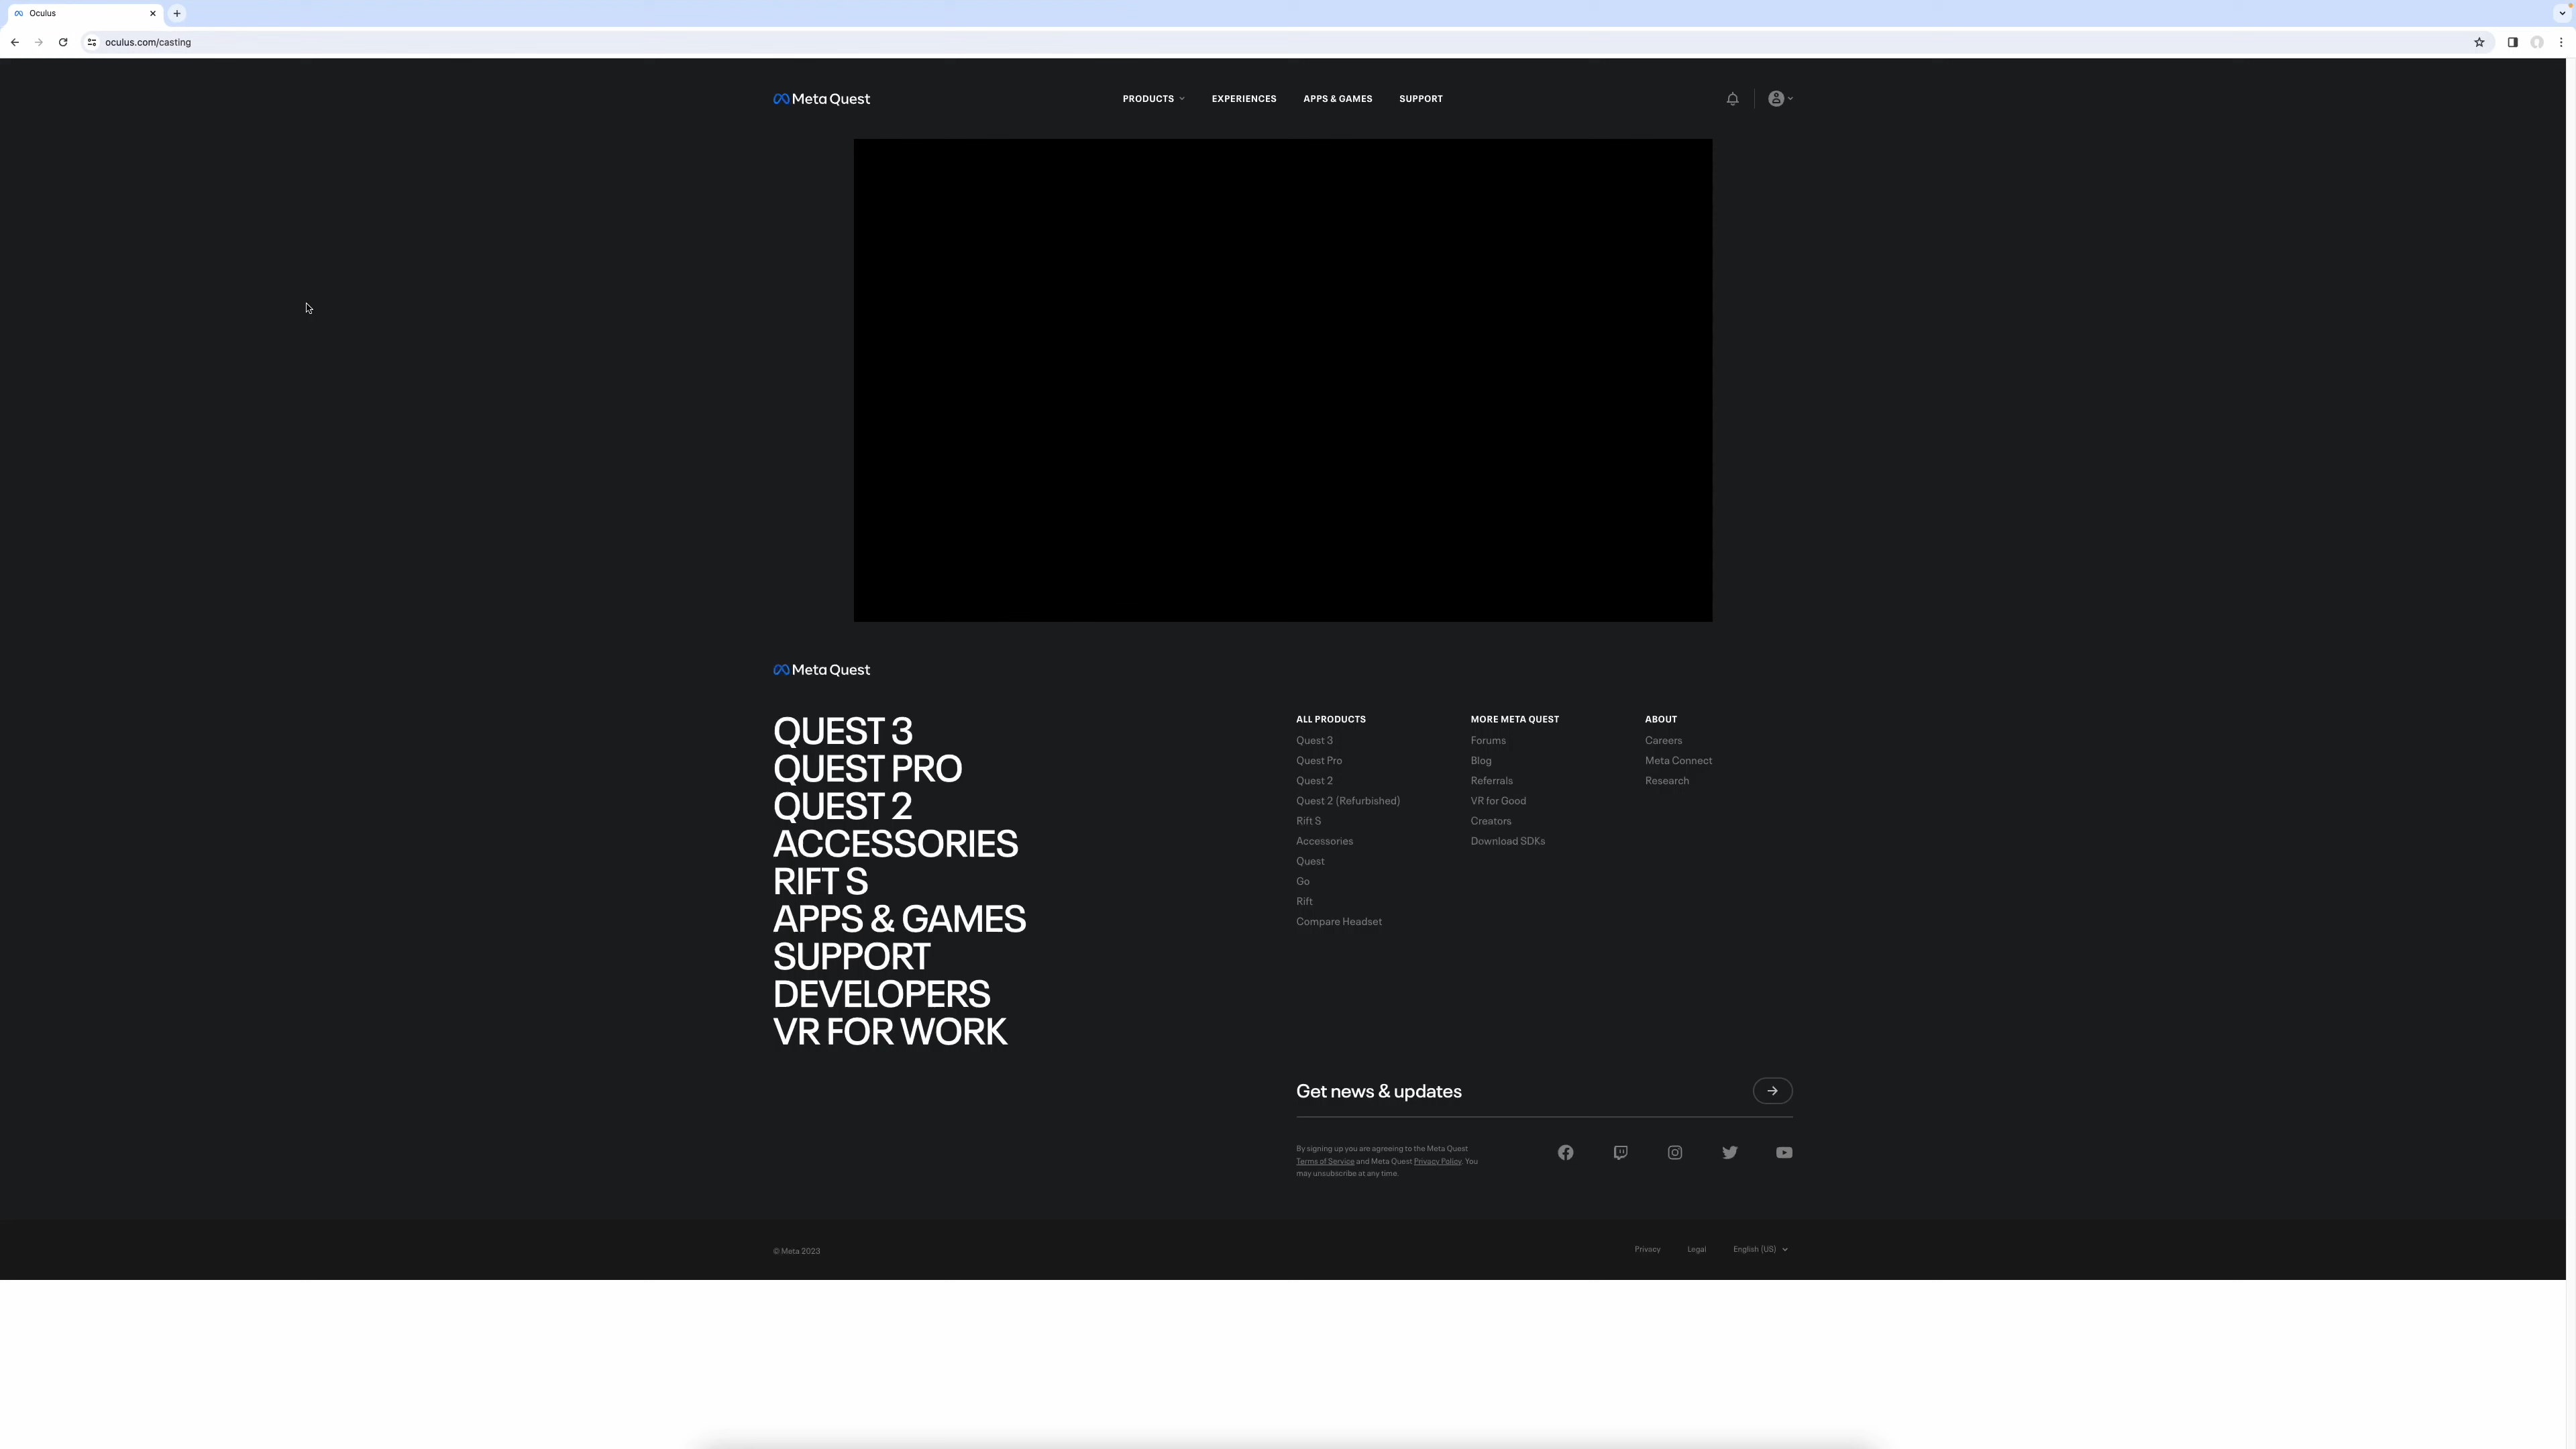 Oculus
oculus.com/casting
Meta Quest
PRODUCTS
EXPERIENCES
APPS & GAMES
SUPPORT
Meta Quest
QUEST 3
QUEST PRO
QUEST 2
ACCESSORIES
RIFT S
APPS & GAMES
SUPPORT
DEVELOPERS
VR FOR WORK
ALL PRODUCTS
Quest 3
Quest Pro
Quest 2
Quest 2 (Refurbished)
Rift S
Accessories
Quest
Go
Rift
Compare Headset
MORE META QUEST
Forums
Blog
Referrals
VR for Good
Creators
Download SDKs
ABOUT
Careers
Meta Connect
Research
Get news & updates
By signing up you are agreeing to the Meta Quest
Terms of Service and Meta Quest Privacy Policy. You
may unsubscribe at any time.
© Meta 2023
Privacy
Legal
English (US)